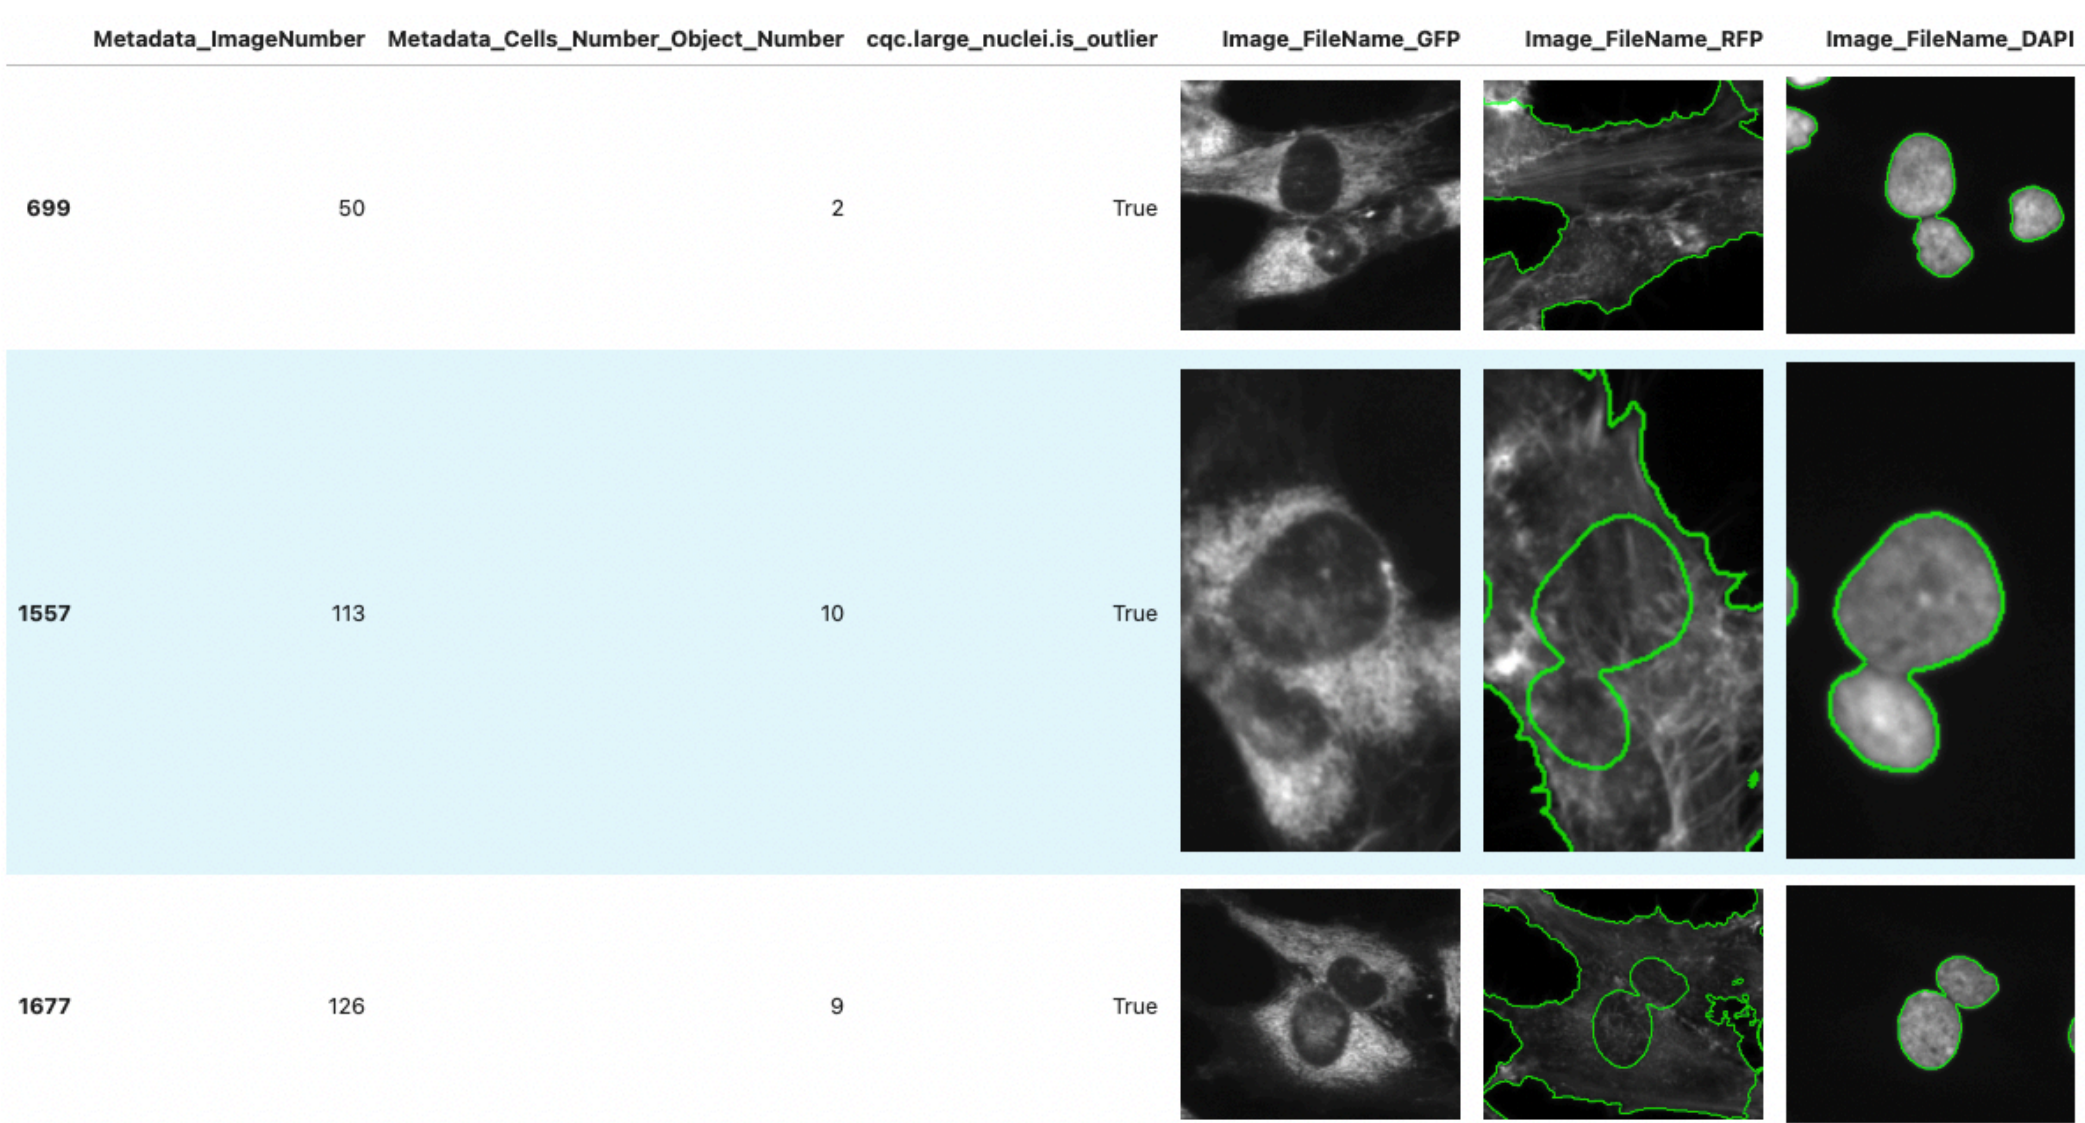 Metadata_ImageNumber Metadata_Cells_Number_Object_Number cqc.large_nuclei.is_outlier Image_FileName_GFP Image_FileName_RFP Image_FileName_DAPI
699 50 2 True
1557 113 10 True
1677 126 9 True